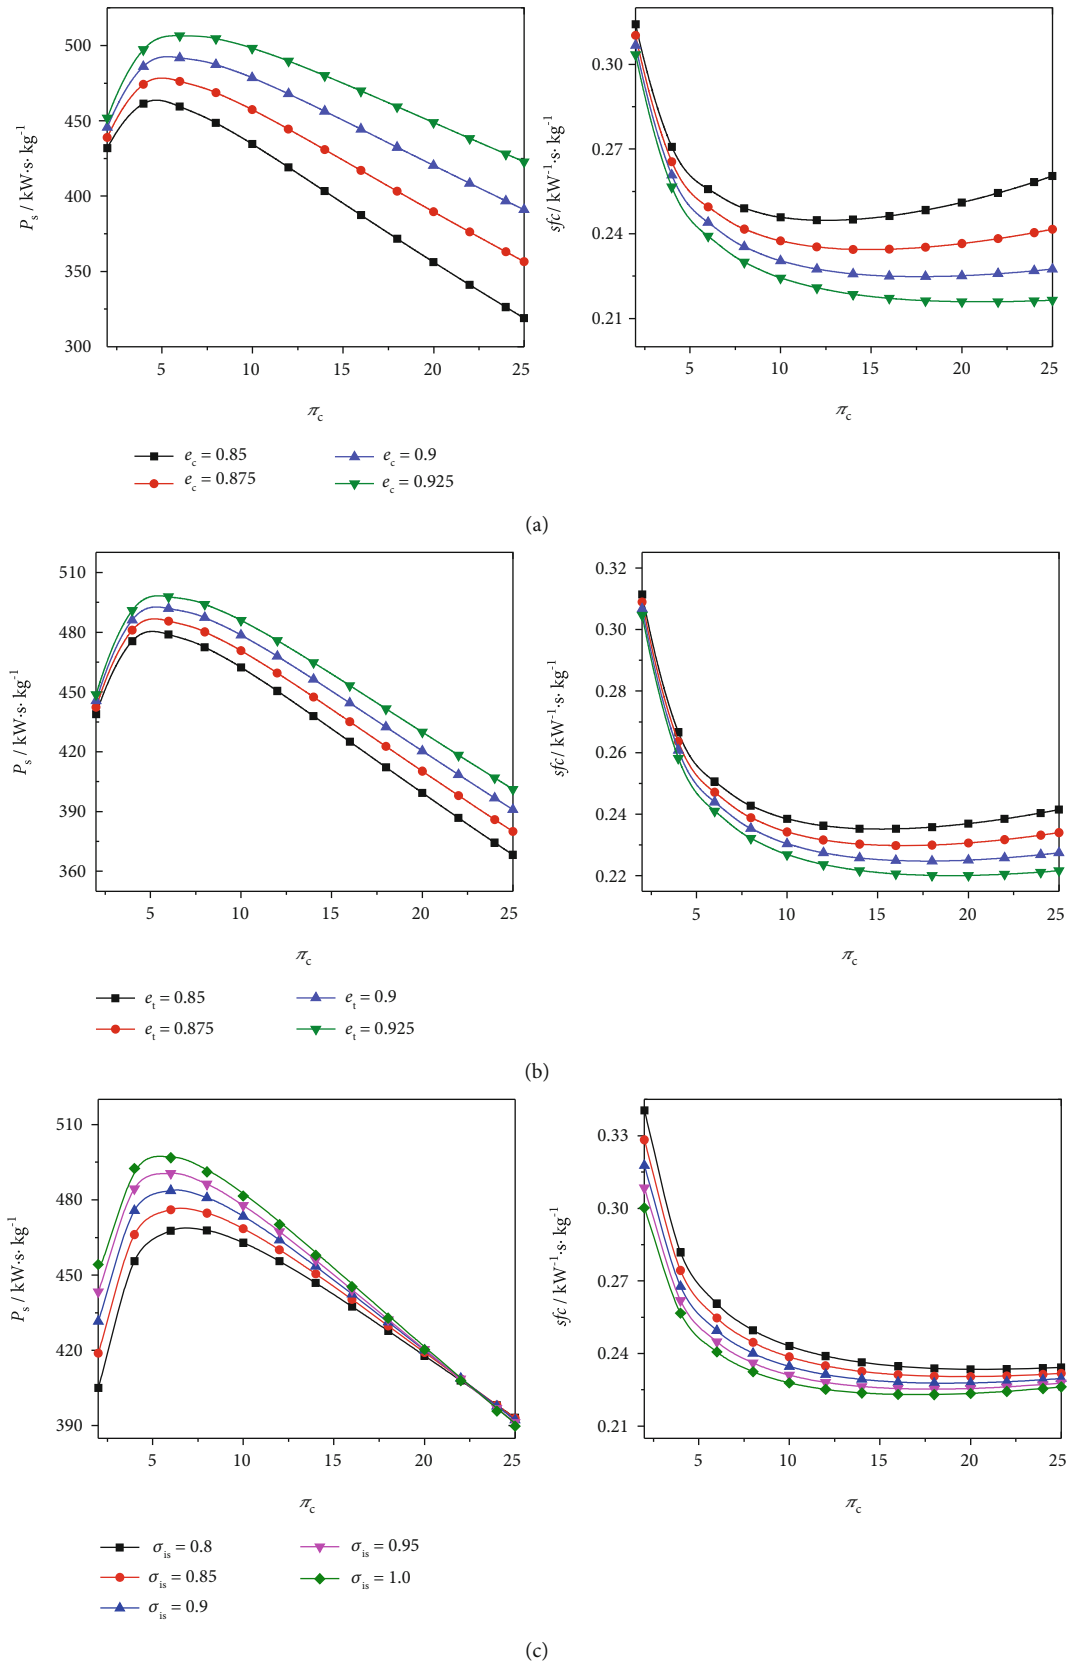 500
450
400
350
300
P_s / kW·s· kg^-1
5
10
15
20
25
π_c
0.30
0.27
0.24
0.21
sfc/ kW^-1·s· kg^-1
5
10
15
20
25
π_c
e_c = 0.85
e_c = 0.875
e_c = 0.9
e_c = 0.925
(a)
510
480
450
420
390
360
P_s / kW·s· kg^-1
5
10
15
20
25
π_c
0.32
0.30
0.28
0.26
0.24
0.22
sfc/ kW^-1·s· kg^-1
5
10
15
20
25
π_c
e_t = 0.85
e_t = 0.875
e_t = 0.9
e_t = 0.925
(b)
510
480
450
420
390
P_s / kW·s· kg^-1
5
10
15
20
25
π_c
0.33
0.30
0.27
0.24
0.21
sfc/ kW^-1·s· kg^-1
5
10
15
20
25
π_c
σ_is = 0.8
σ_is = 0.85
σ_is = 0.9
σ_is = 0.95
σ_is = 1.0
(c)